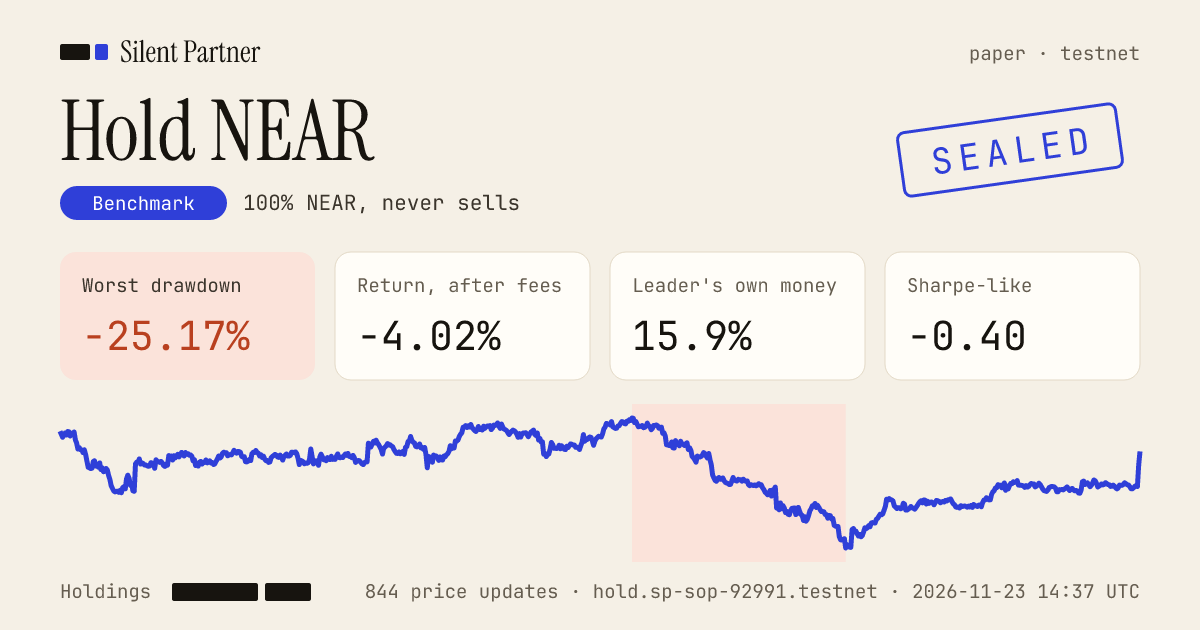 Silent Partner
paper · testnet
Hold NEAR
SEALED
Benchmark
100% NEAR, never sells
Worst drawdown
-25.17%
Return, after fees
-4.02%
Leader's own money
15.9%
Sharpe-like
-0.40
Holdings
844 price updates · hold.sp-sop-92991.testnet · 2026-11-23 14:37 UTC